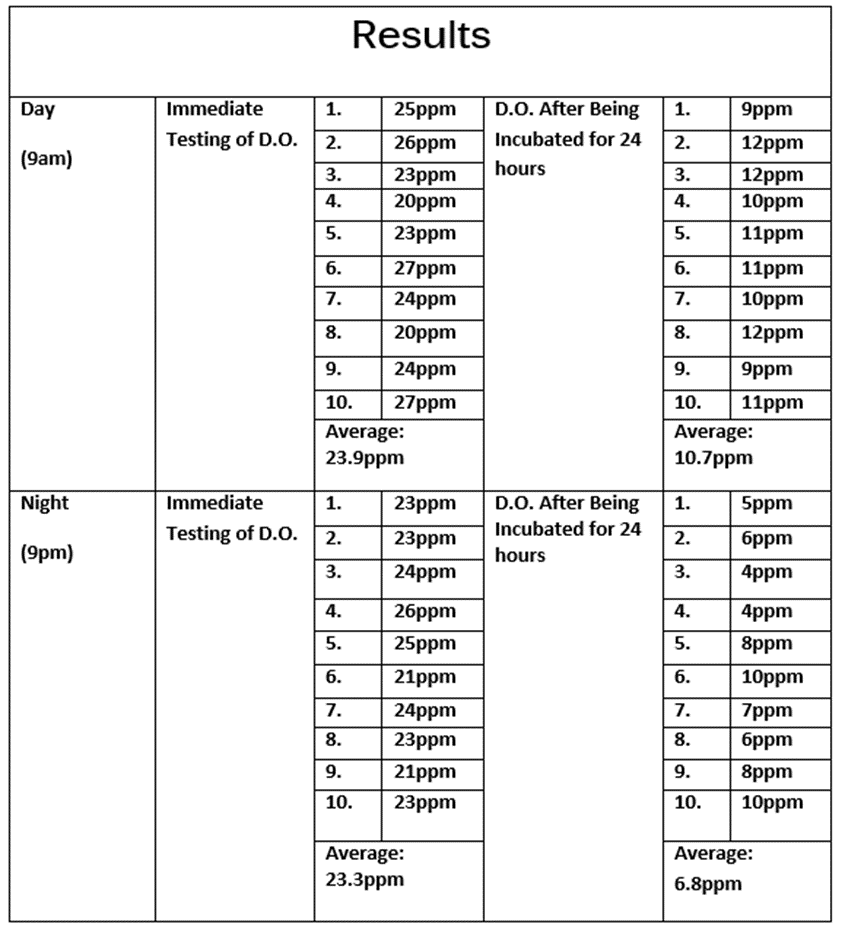 Results
Day
(9am)
Immediate
Testing of D.O.
1. 25ppm
2. 26ppm
3. 23ppm
4. 20ppm
5. 23ppm
6. 27ppm
7. 24ppm
8. 20ppm
9. 24ppm
10. 27ppm
Average:
23.9ppm
D.O. After Being
Incubated for 24
hours
1. 9ppm
2. 12ppm
3. 12ppm
4. 10ppm
5. 11ppm
6. 11ppm
7. 10ppm
8. 12ppm
9. 9ppm
10. 11ppm
Average:
10.7ppm
Night
(9pm)
Immediate
Testing of D.O.
1. 23ppm
2. 23ppm
3. 24ppm
4. 26ppm
5. 25ppm
6. 21ppm
7. 24ppm
8. 23ppm
9. 21ppm
10. 23ppm
Average:
23.3ppm
D.O. After Being
Incubated for 24
hours
1. 5ppm
2. 6ppm
3. 4ppm
4. 4ppm
5. 8ppm
6. 10ppm
7. 7ppm
8. 6ppm
9. 8ppm
10. 10ppm
Average:
6.8ppm